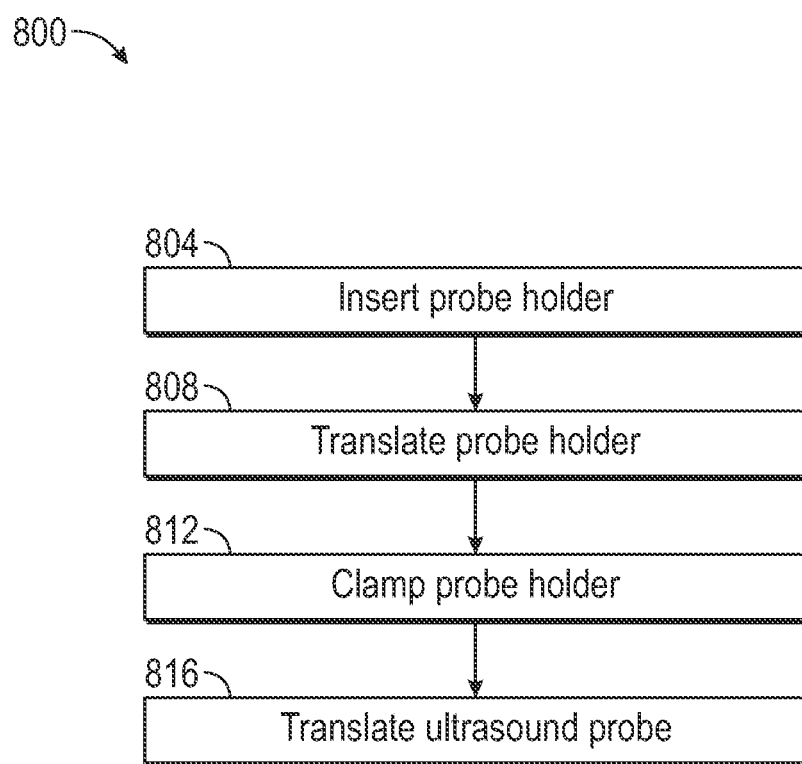 800
804
Insert probe holder
808
Translate probe holder
812
Clamp probe holder
816
Translate ultrasound probe